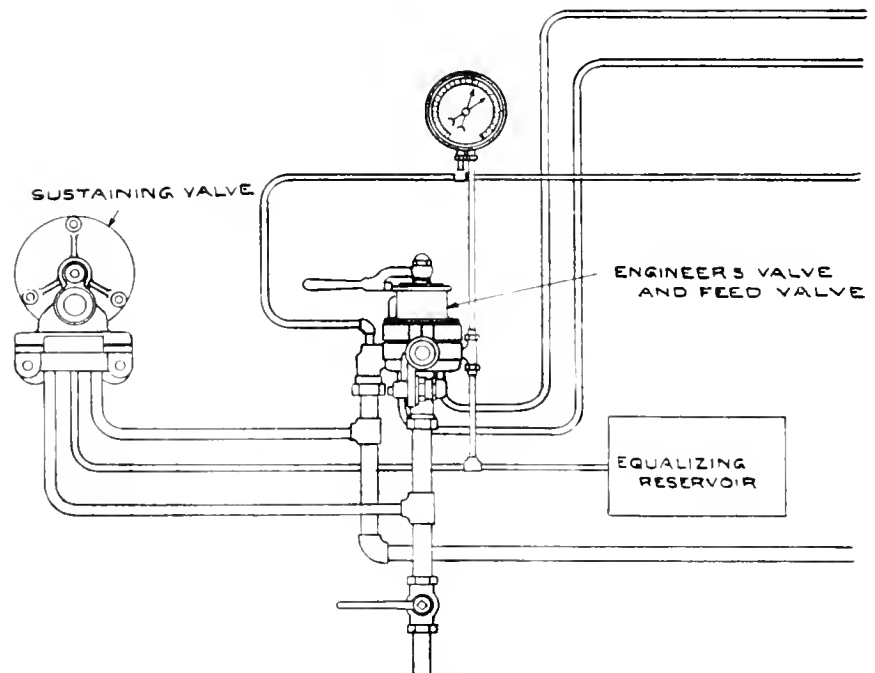 SUSTAINING VALVE
ENGINEERS VALVE
AND FEED VALVE
EQUALIZING
RESERVOIR